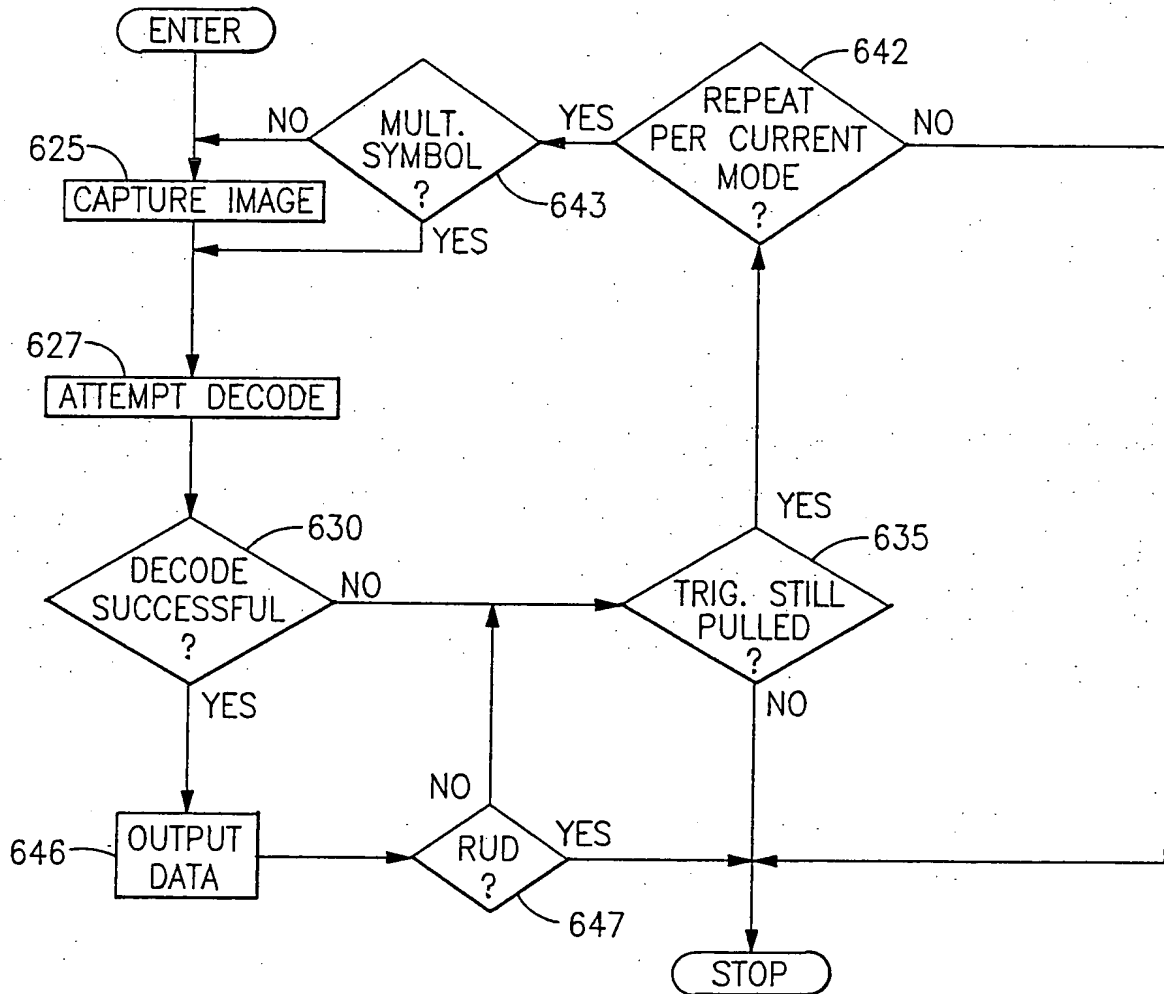 ENTER
642
REPEAT
PER CURRENT
MODE
?
YES
NO
MULT.
SYMBOL
?
NO
643
YES
625
CAPTURE IMAGE
627
ATTEMPT DECODE
630
DECODE
SUCCESSFUL
?
NO
YES
635
TRIG. STILL
PULLED
?
YES
NO
646
OUTPUT
DATA
NO
RUD
?
YES
647
STOP